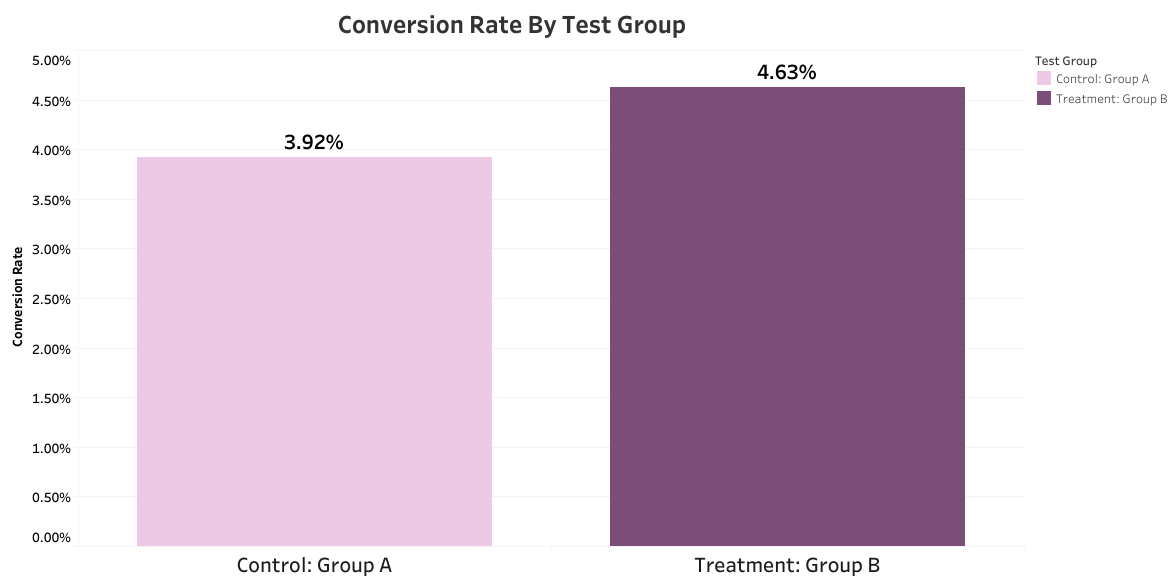 Conversion Rate By Test Group
5.00%
4.50%
4.00%
3.50%
3.00%
2.50%
2.00%
1.50%
1.00%
0.50%
0.00%
Conversion Rate
3.92%
4.63%
Control: Group A
Treatment: Group B
Test Group
Control: Group A
Treatment: Group B